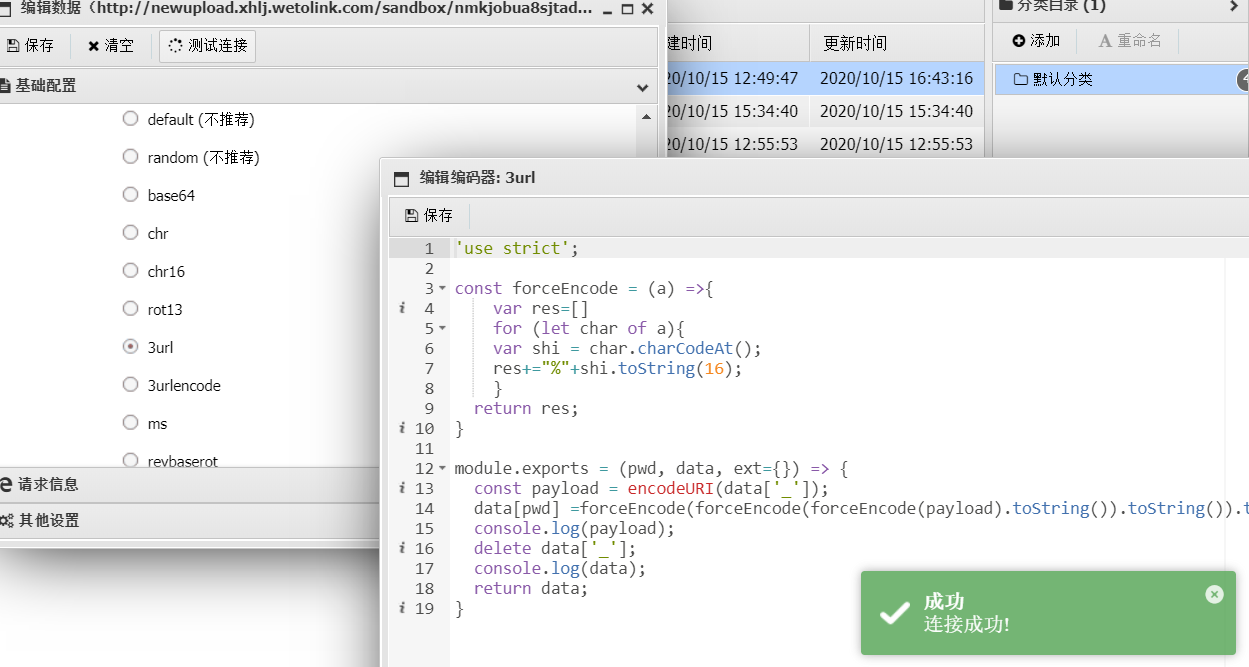 编辑数据（http://newupload.xhlj.wetolink.com/sandbox/nmkjobua8sjtad...
保存 清空 测试连接
基础配置
default (不推荐)
random (不推荐)
base64
chr
chr16
rot13
3url
3urlencode
ms
revbaserot
请求信息
其他设置
建时间 更新时间
20/10/15 12:49:47 2020/10/15 16:43:16
20/10/15 15:34:40 2020/10/15 15:34:40
20/10/15 12:55:53 2020/10/15 12:55:53
分类目录 (1)
添加 重命名
默认分类 4
编辑编码器: 3url
保存
1 'use strict';
2
3 const forceEncode = (a) =>{
4 var res=[]
5 for (let char of a){
6 var shi = char.charCodeAt();
7 res+="%"+shi.toString(16);
8 }
9 return res;
10 }
11
12 module.exports = (pwd, data, ext={}) => {
13 const payload = encodeURI(data['_']);
14 data[pwd] =forceEncode(forceEncode(forceEncode(payload).toString()).toString()).t
15 console.log(payload);
16 delete data['_'];
17 console.log(data);
18 return data;
19 }
成功
连接成功!